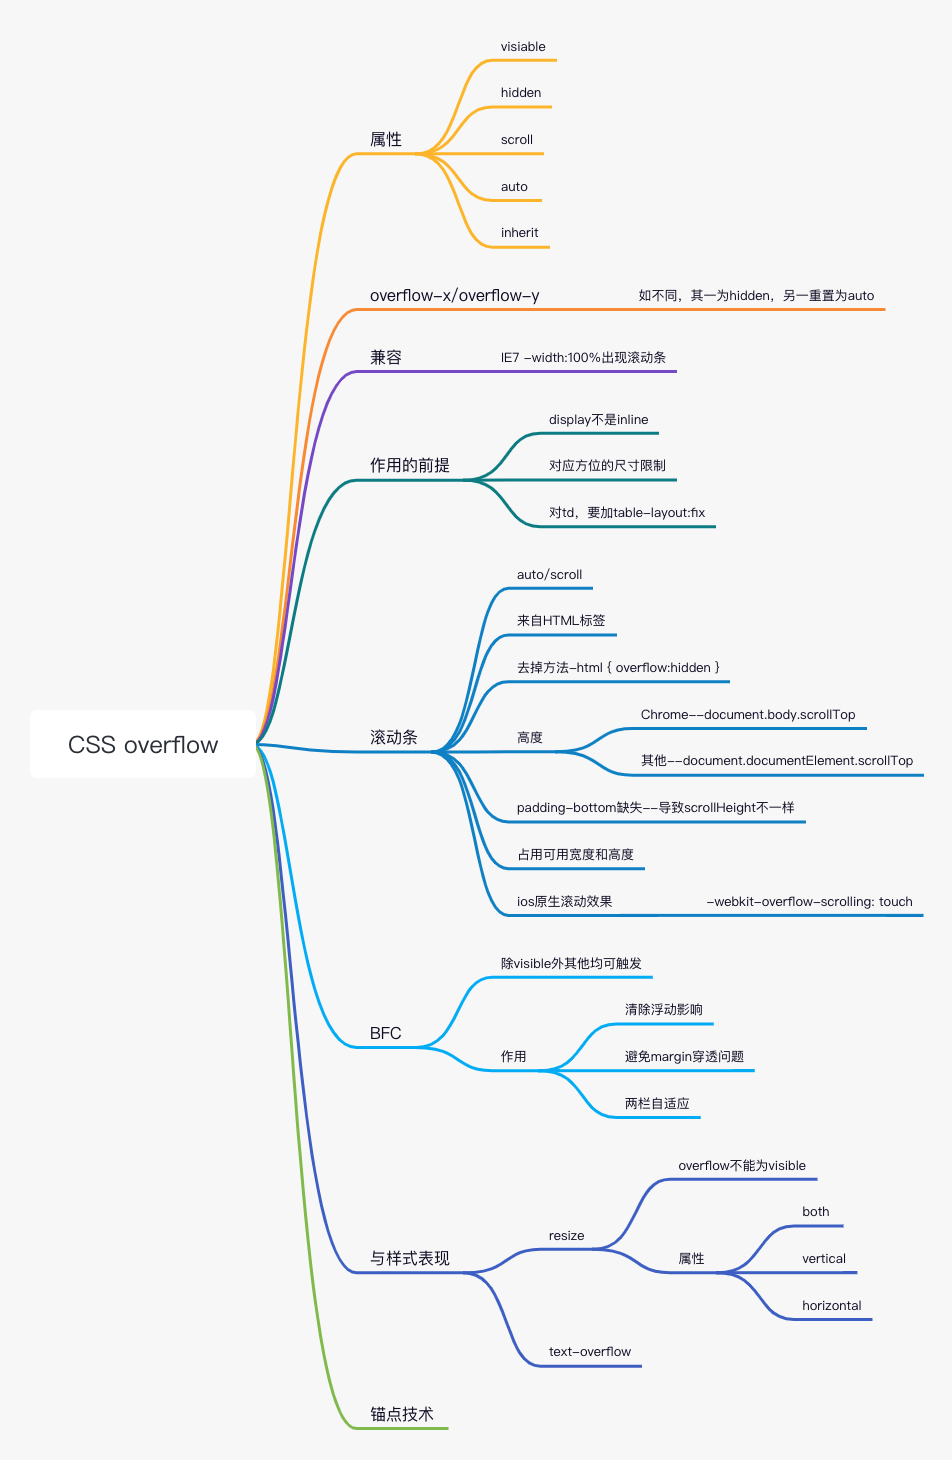 visiable
hidden
属性
scroll
auto
inherit
overflow-x/overflow-y
如不同，其一为hidden，另一重置为auto
兼容
IE7 -width:100%出现滚动条
display不是inline
作用的前提
对应方位的尺寸限制
对td，要加table-layout:fix
auto/scroll
来自HTML标签
去掉方法-html { overflow:hidden }
Chrome--document.body.scrollTop
CSS overflow
滚动条
高度
其他--document.documentElement.scrollTop
padding-bottom缺失--导致scrollHeight不一样
占用可用宽度和高度
ios原生滚动效果
-webkit-overflow-scrolling: touch
除visible外其他均可触发
清除浮动影响
BFC
作用
避免margin穿透问题
两栏自适应
overflow不能为visible
both
resize
与样式表现
属性
vertical
horizontal
text-overflow
锚点技术